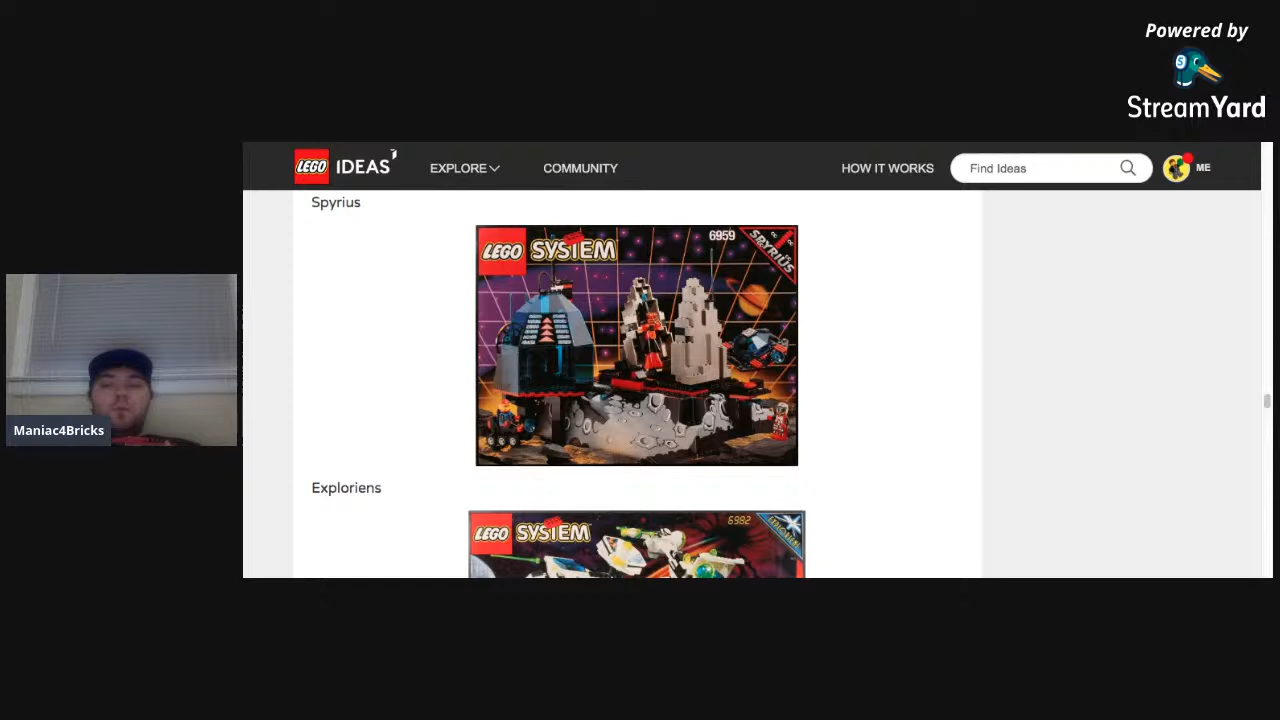 Powered by
StreamYard
LEGO IDEAS
EXPLORE
COMMUNITY
HOW IT WORKS
Find Ideas
ME
Spyrius
LEGO SYSTEM
6959
SPYRIUS
Maniac4Bricks
Exploriens
LEGO SYSTEM
6982